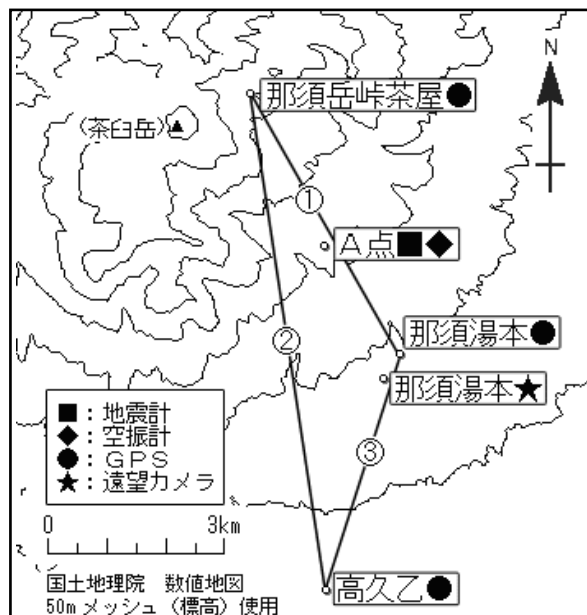 N
那須岳峠茶屋●
(茶臼岳)▲
①
A点■◆
那須湯本●
②
那須湯本★
■：地震計
◆：空振計
●：GPS
★：遠望カメラ
③
0 3km
国土地理院 数値地図
50mメッシュ（標高）使用
高久乙●